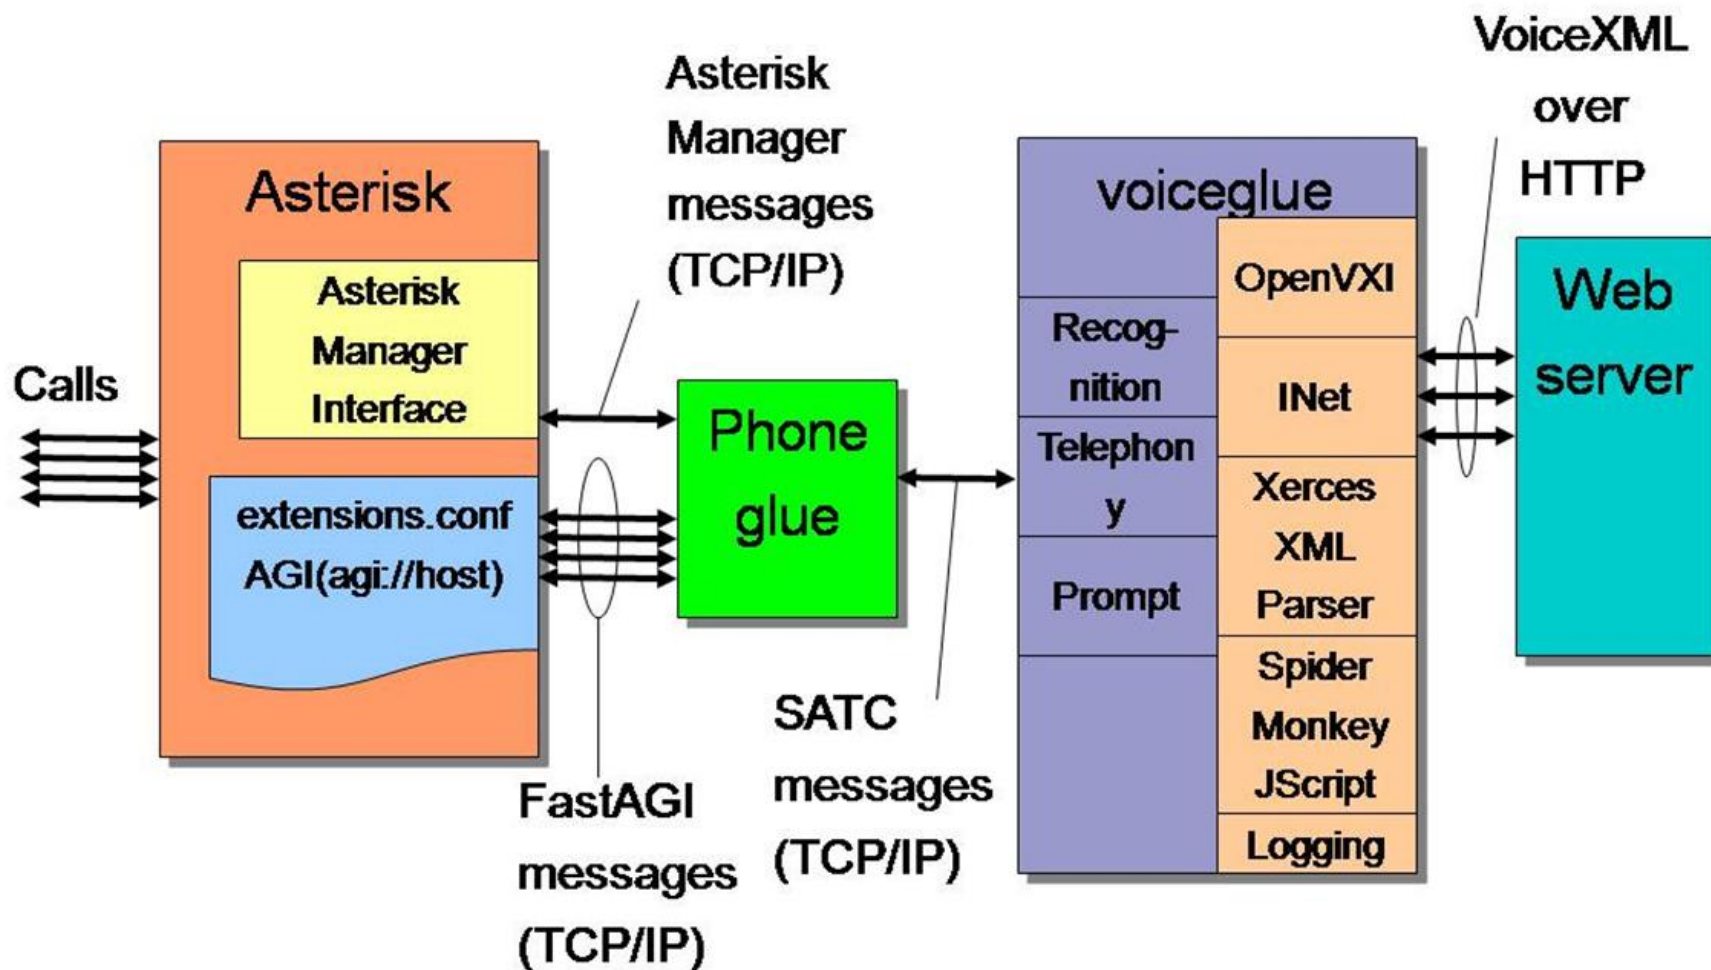 Calls
Asterisk
Asterisk
Manager
Interface
extensions.conf
AGI(agi://host)
Asterisk
Manager
messages
(TCP/IP)
FastAGI
messages
(TCP/IP)
Phone
glue
SATC
messages
(TCP/IP)
voiceglue
Recog-
nition
Telephon
y
Prompt
OpenVXI
INet
Xerces
XML
Parser
Spider
Monkey
JScript
Logging
VoiceXML
over
HTTP
Web
server